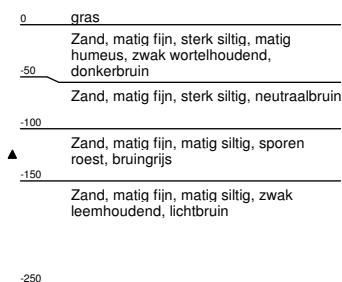 0 gras
Zand, matig fijn, sterk siltig, matig
humeus, zwak wortelhoudend,
donkerbruin
-50
Zand, matig fijn, sterk siltig, neutraalbruin
-100
Zand, matig fijn, matig siltig, sporen
roest, bruingrijs
-150
Zand, matig fijn, matig siltig, zwak
leemhoudend, lichtbruin
-250